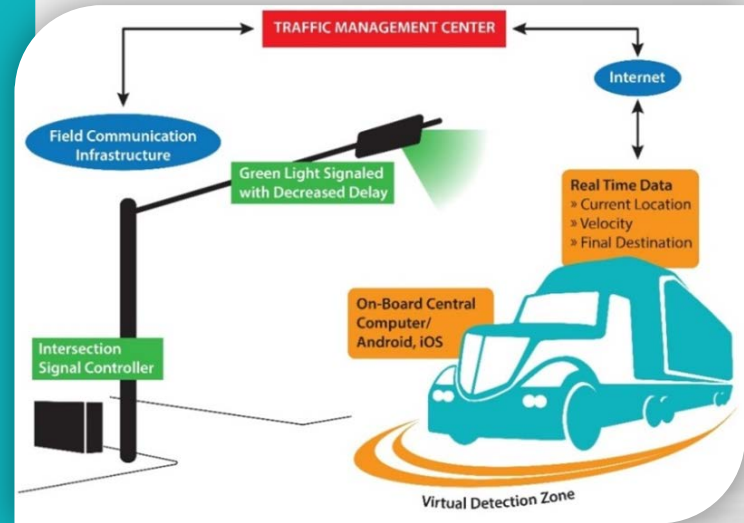 TRAFFIC MANAGEMENT CENTER
Internet
Field Communication
Infrastructure
Green Light Signaled
with Decreased Delay
Real Time Data
» Current Location
» Velocity
» Final Destination
On-Board Central
Computer/
Android, iOS
Intersection
Signal Controller
Virtual Detection Zone